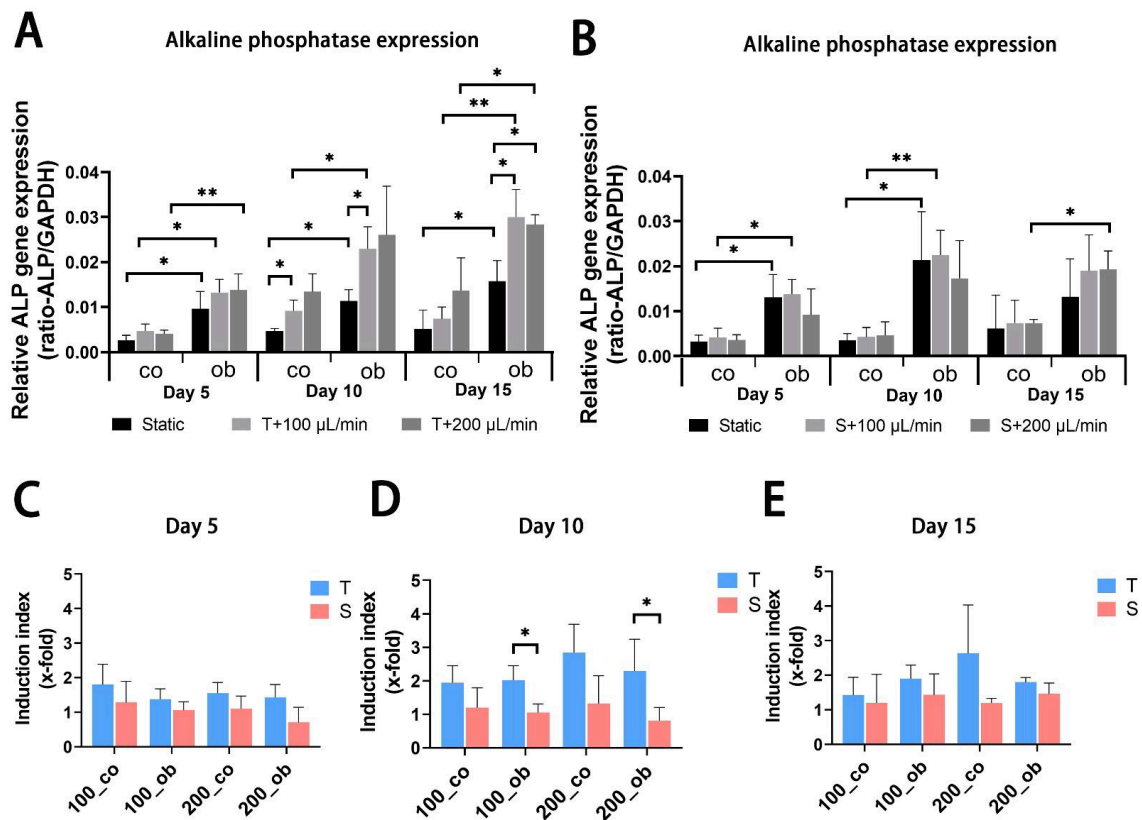 A
Alkaline phosphatase expression
Relative ALP gene expression
(ratio-ALP/GAPDH)
0.04
0.03
0.02
0.01
0.00
*
*
**
*
*
*
*
*
**
*
*
*
co
ob
co
ob
co
ob
Day 5
Day 10
Day 15
Static
T+100 µL/min
T+200 µL/min
B
Alkaline phosphatase expression
Relative ALP gene expression
(ratio-ALP/GAPDH)
0.04
0.03
0.02
0.01
0.00
*
*
*
**
*
co
ob
co
ob
co
ob
Day 5
Day 10
Day 15
Static
S+100 µL/min
S+200 µL/min
C
Day 5
Induction index
(x-fold)
5
4
3
2
1
0
T
S
100_co
100_ob
200_co
200_ob
D
Day 10
Induction index
(x-fold)
5
4
3
2
1
0
*
*
T
S
100_co
100_ob
200_co
200_ob
E
Day 15
Induction index
(x-fold)
5
4
3
2
1
0
T
S
100_co
100_ob
200_co
200_ob